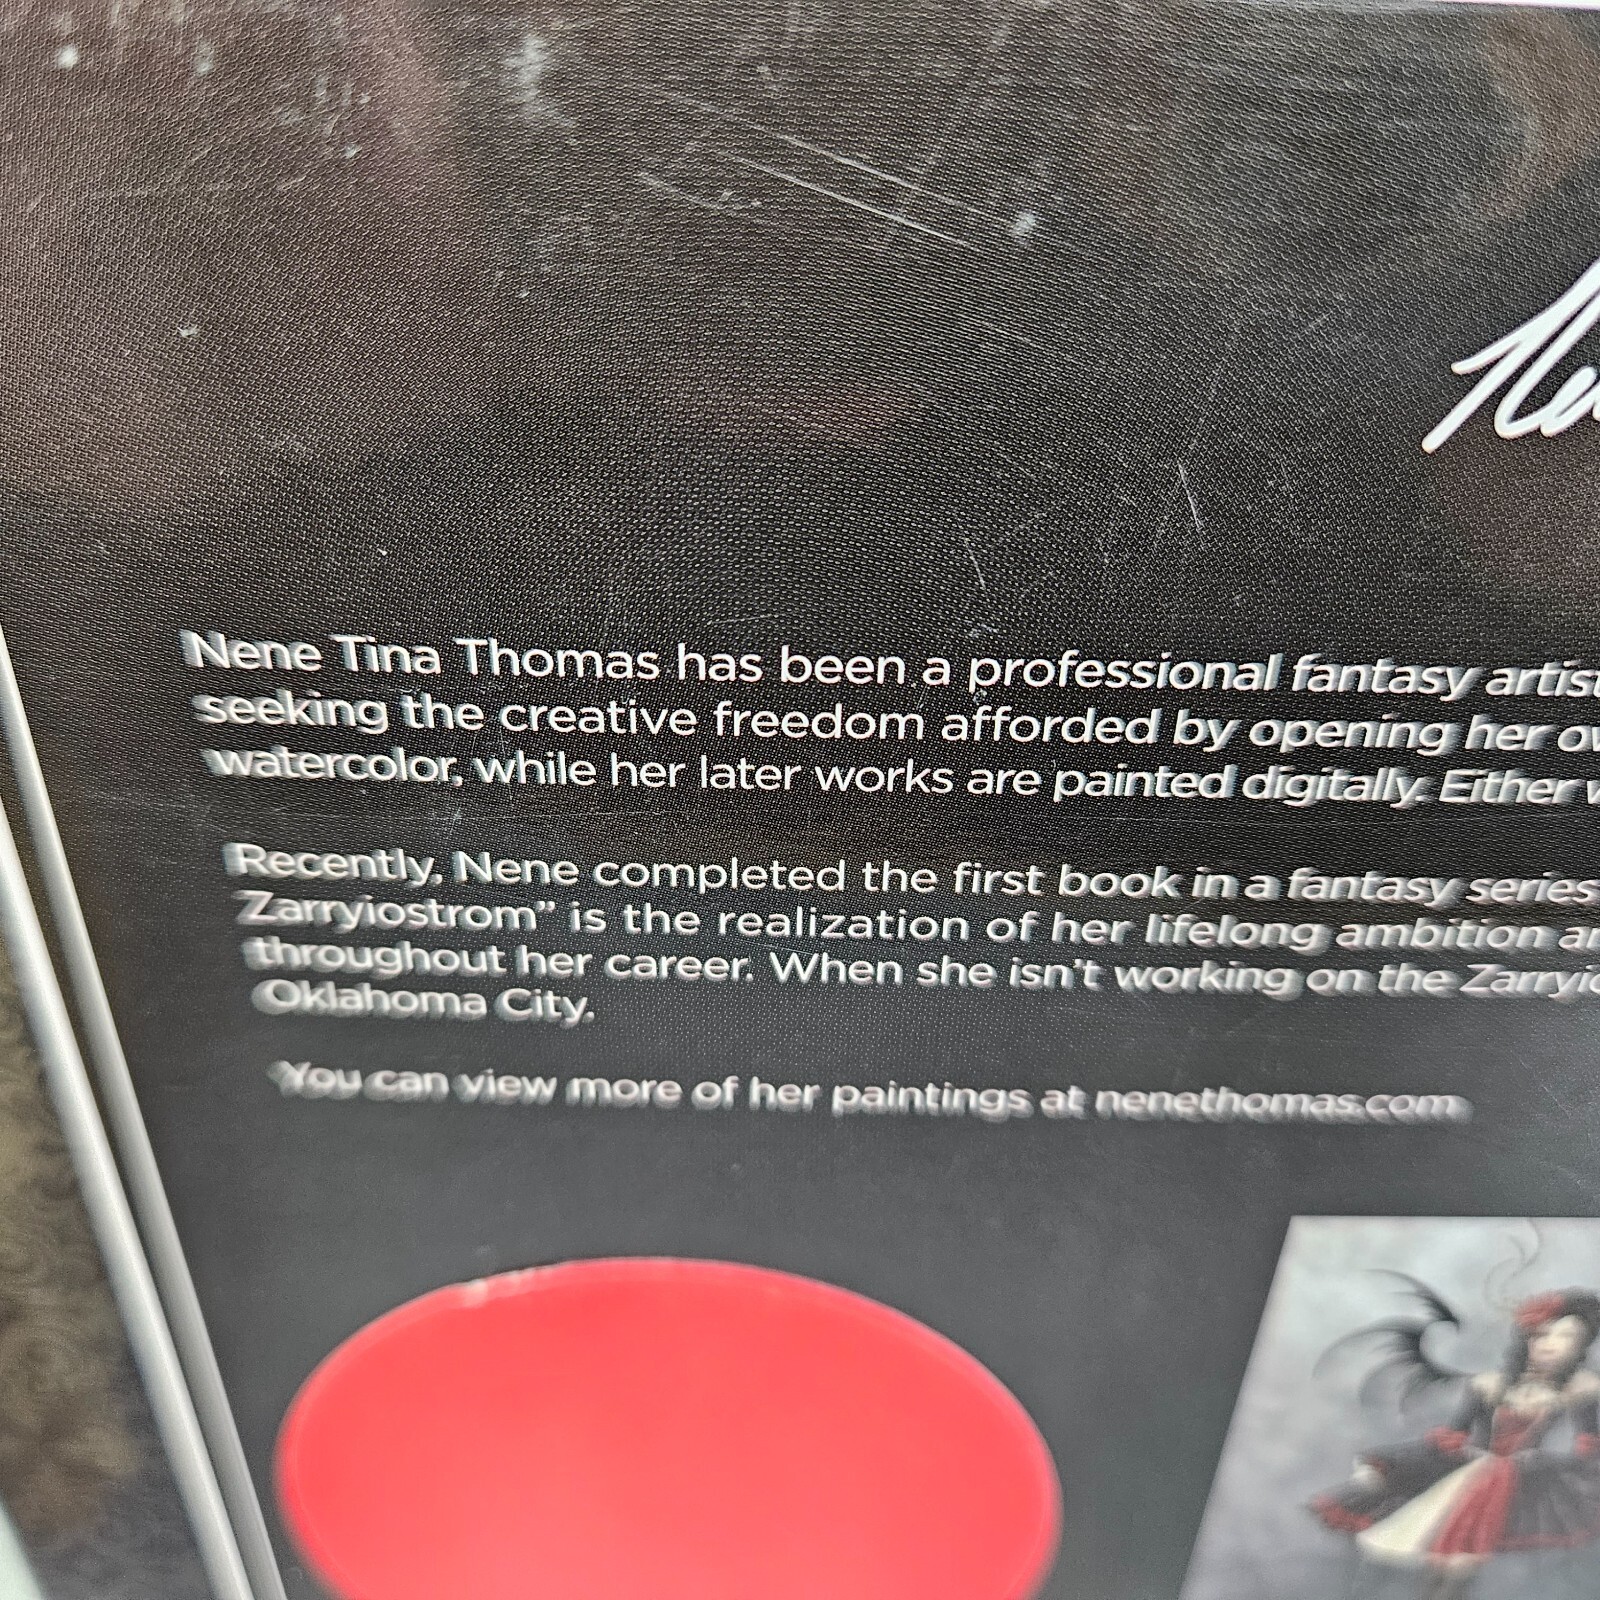 Nene Tina Thomas has been a professional fantasy artist
seeking the creative freedom afforded by opening her
watercolor, while her later works are painted digitally. Either
Recently, Nene completed the first book in a fantasy series
Zarryiostrom” is the realization of her lifelong ambition
throughout her career. When she isn't working on the
Oklahoma City.
You can view more of her paintings at nenethomas.com